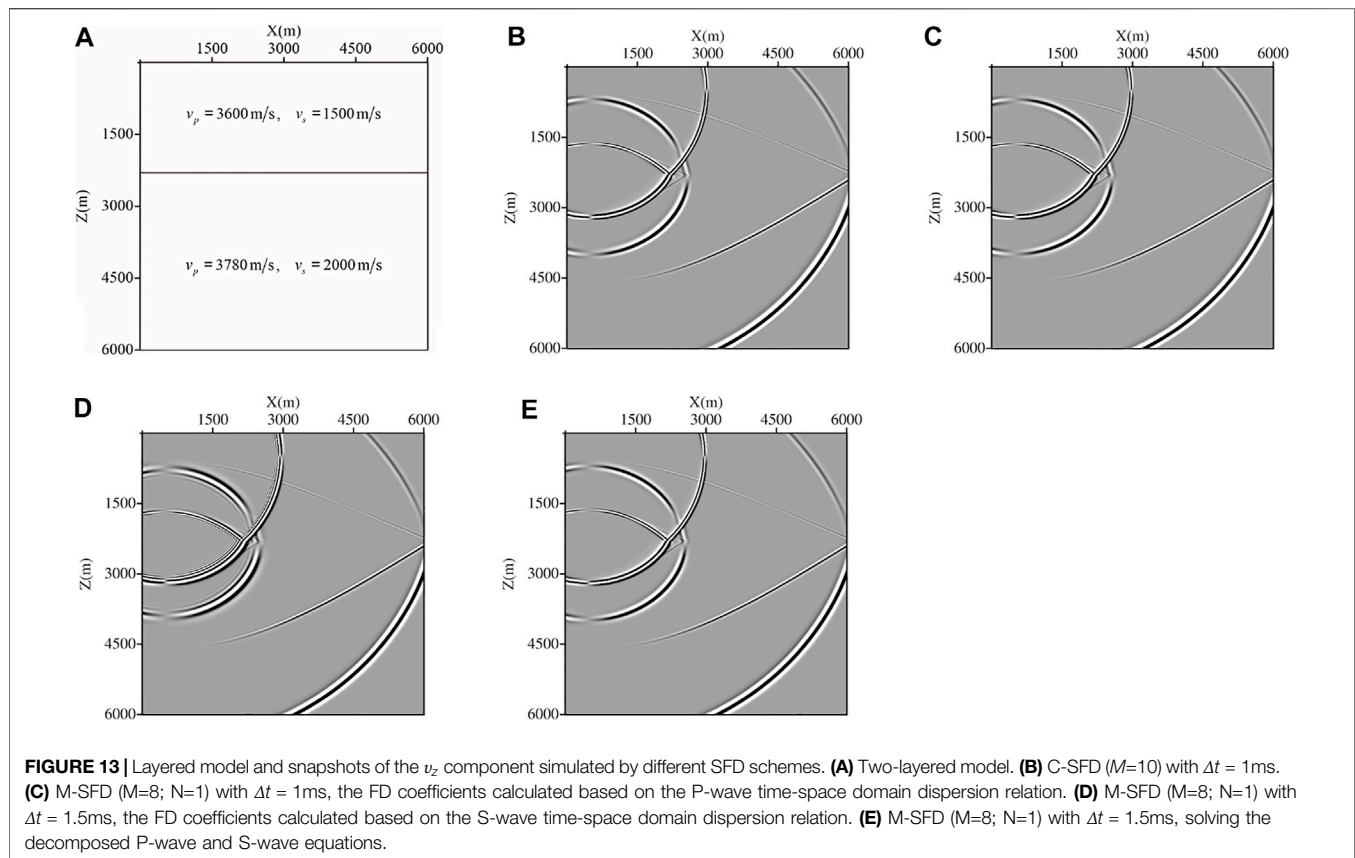 A
X(m)
1500 3000 4500 6000
v_p = 3600 m/s, v_s = 1500 m/s
1500
Z(m)
3000
v_p = 3780 m/s, v_s = 2000 m/s
4500
6000
B
X(m)
1500 3000 4500 6000
1500
Z(m)
3000
4500
6000
C
X(m)
1500 3000 4500 6000
1500
Z(m)
3000
4500
6000
D
X(m)
1500 3000 4500 6000
1500
Z(m)
3000
4500
6000
E
X(m)
1500 3000 4500 6000
1500
Z(m)
3000
4500
6000
FIGURE 13 | Layered model and snapshots of the v_z component simulated by different SFD schemes. (A) Two-layered model. (B) C-SFD (M=10) with Δt = 1ms.
(C) M-SFD (M=8; N=1) with Δt = 1ms, the FD coefficients calculated based on the P-wave time-space domain dispersion relation. (D) M-SFD (M=8; N=1) with
Δt = 1.5ms, the FD coefficients calculated based on the S-wave time-space domain dispersion relation. (E) M-SFD (M=8; N=1) with Δt = 1.5ms, solving the
decomposed P-wave and S-wave equations.